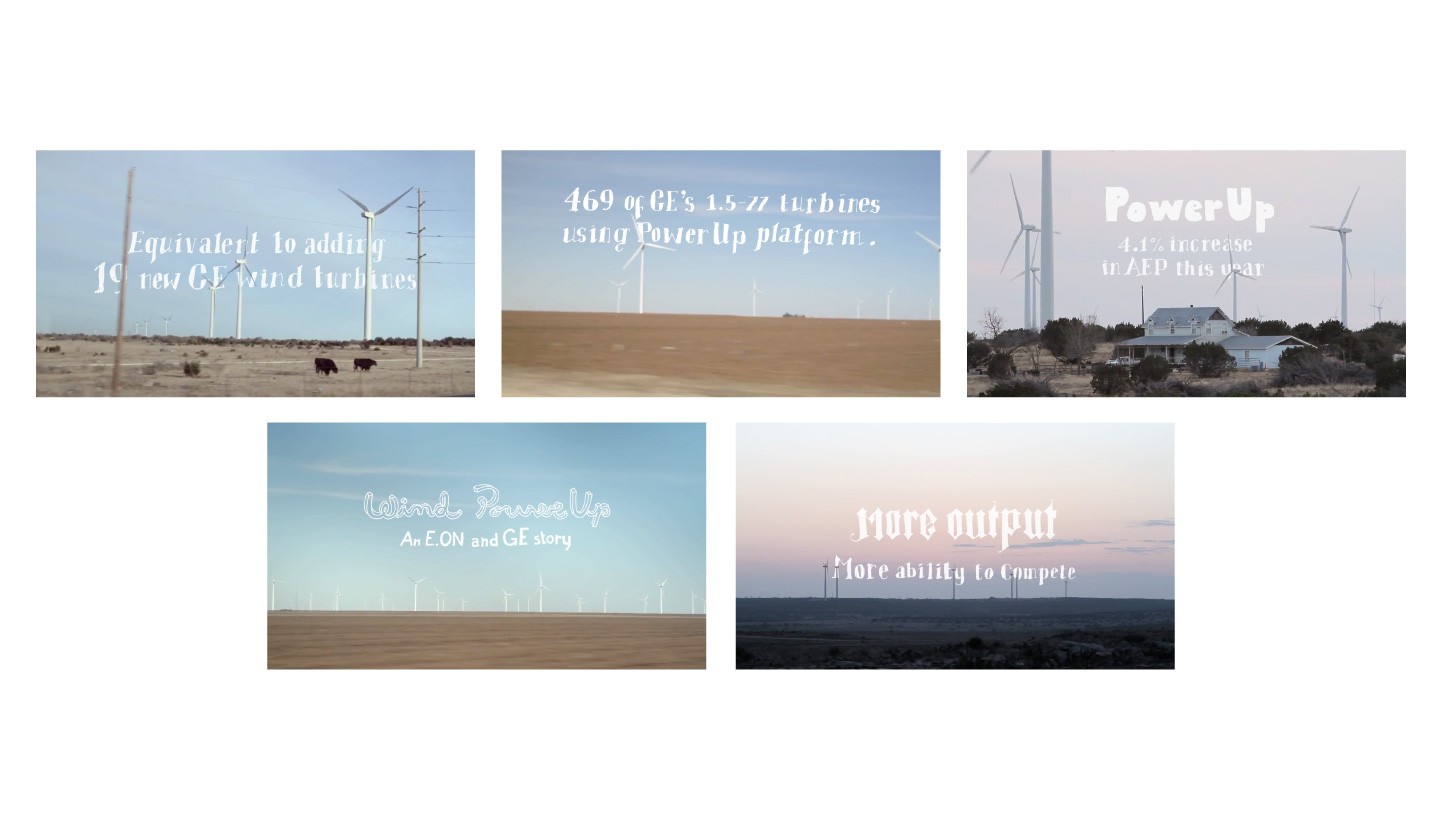 Equivalent to adding
19 new GE wind turbines
469 of GE's 1.5-77 turbines
using PowerUp platform.
PowerUp
4.1% increase
in AEP this year
Wind PowerUp
An E.ON and GE story
More output
More ability to Compete